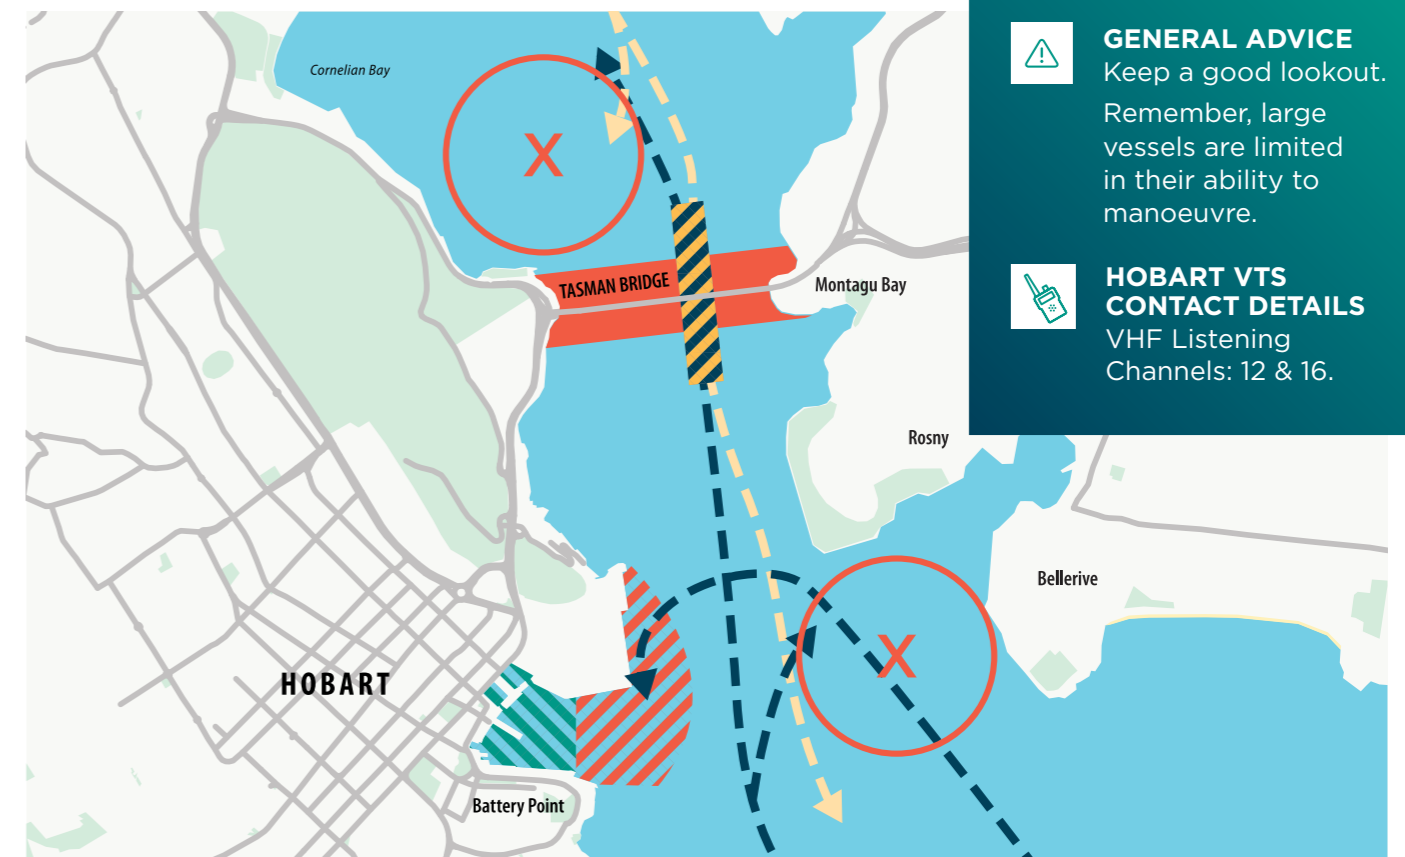 GENERAL ADVICE
Keep a good lookout.
Remember, large
vessels are limited
in their ability to
manoeuvre.
HOBART VTS
CONTACT DETAILS
VHF Listening
Channels: 12 & 16.
Cornelian Bay
X
TASMAN BRIDGE
Montagu Bay
Rosny
Bellerive
X
HOBART
Battery Point